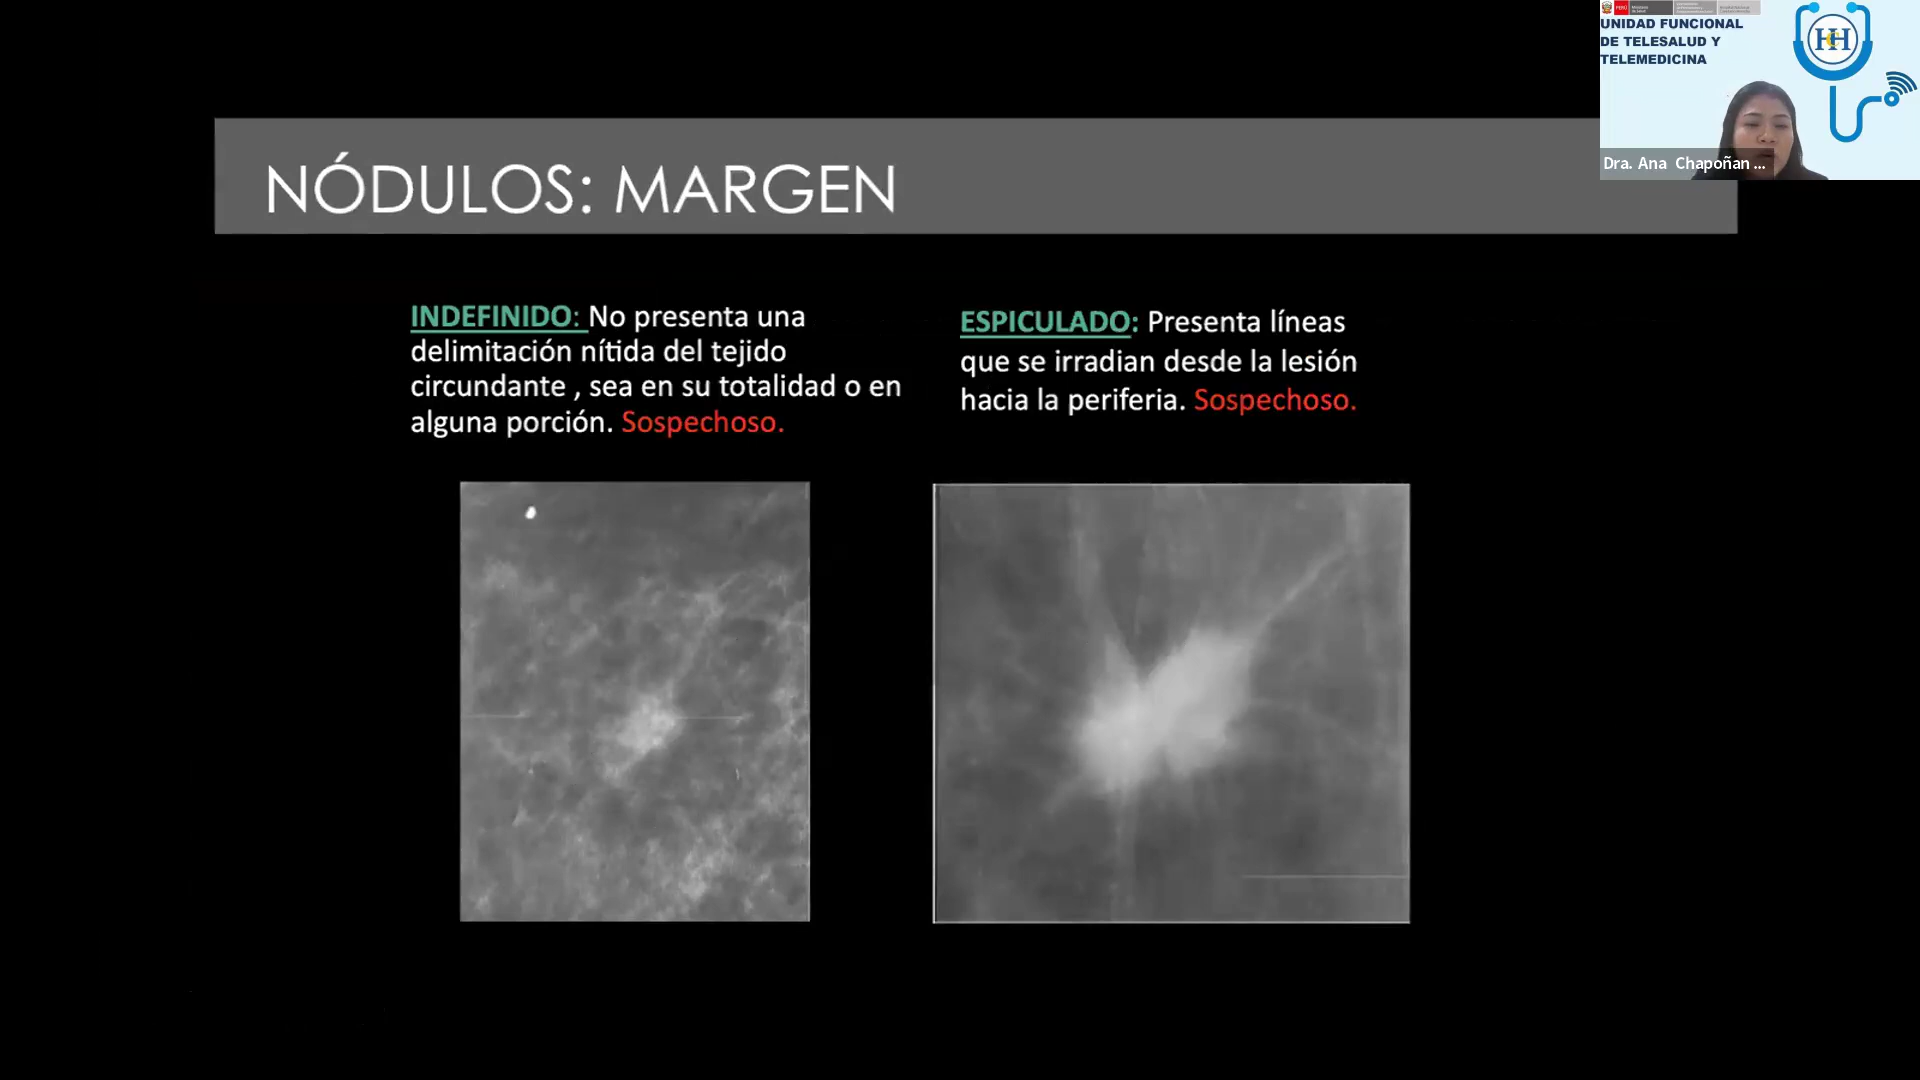 PERÚ
UNIDAD FUNCIONAL
DE TELESALUD Y
TELEMEDICINA
Dra. Ana Chapoñan ...
NÓDULOS: MARGEN
INDEFINIDO: No presenta una
delimitación nítida del tejido
circundante , sea en su totalidad o en
alguna porción. Sospechoso.
ESPICULADO: Presenta líneas
que se irradian desde la lesión
hacia la periferia. Sospechoso.